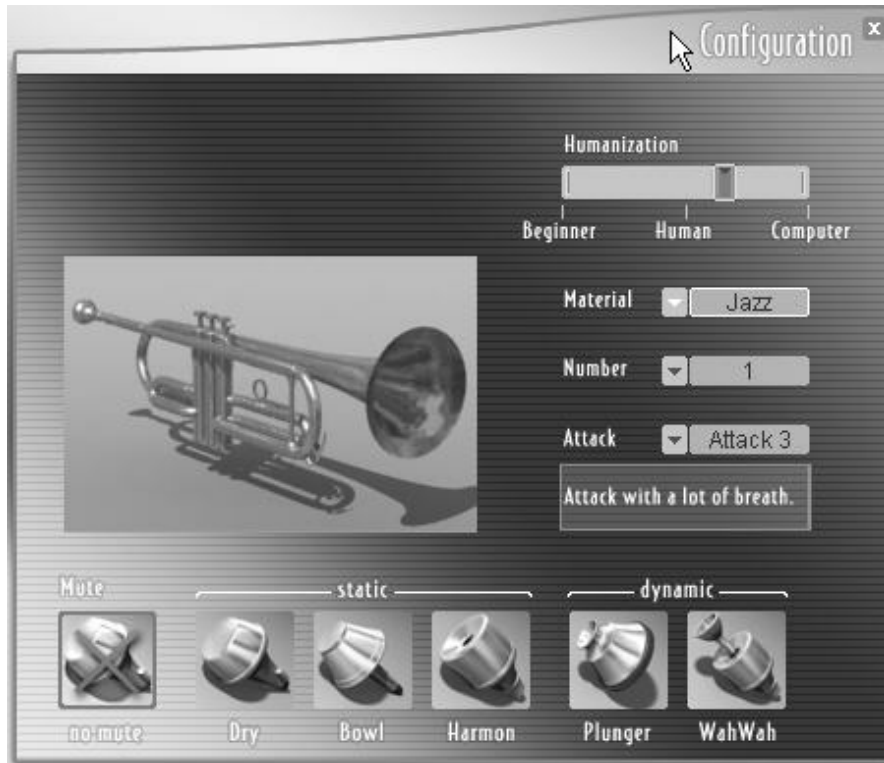 Configuration x
Humanization
Beginner Human Computer
Material Jazz
Number 1
Attack Attack 3
Attack with a lot of breath.
Mute static dynamic
no mute Dry Bowl Harmon Plunger WahWah